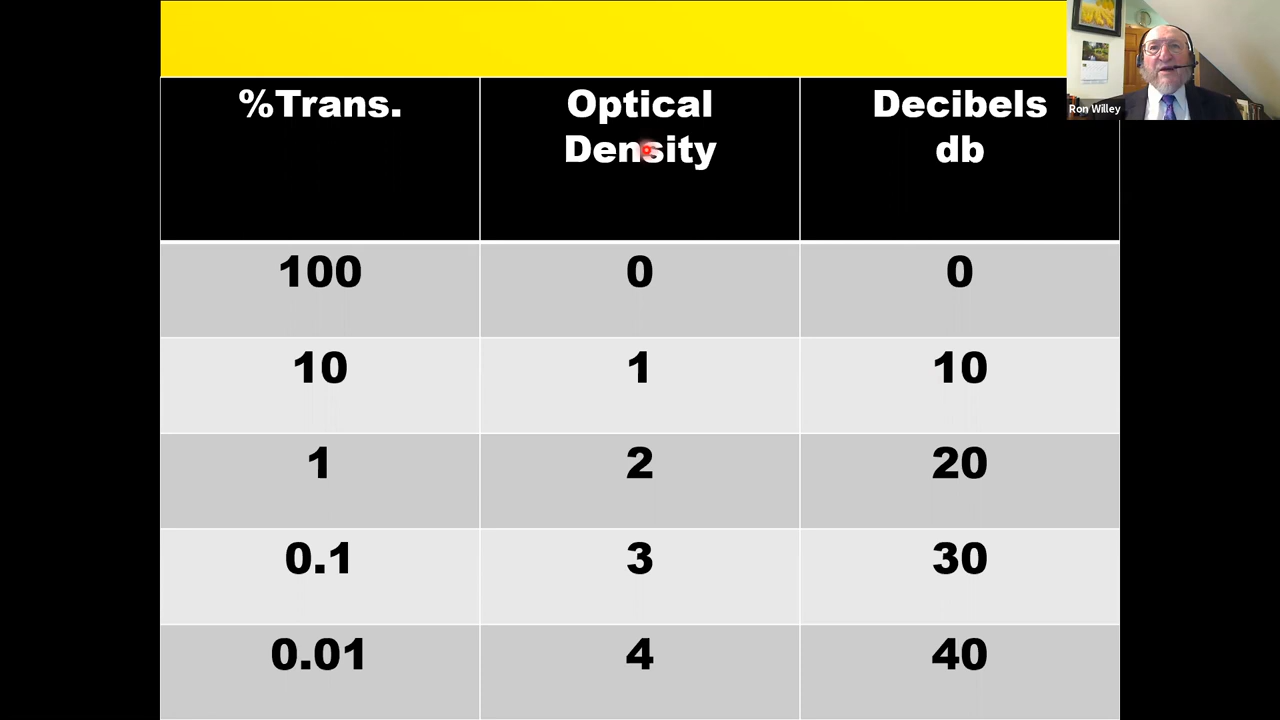 %Trans.
Optical
Density
Decibels
db
Ron Willey
100
0
0
10
1
10
1
2
20
0.1
3
30
0.01
4
40